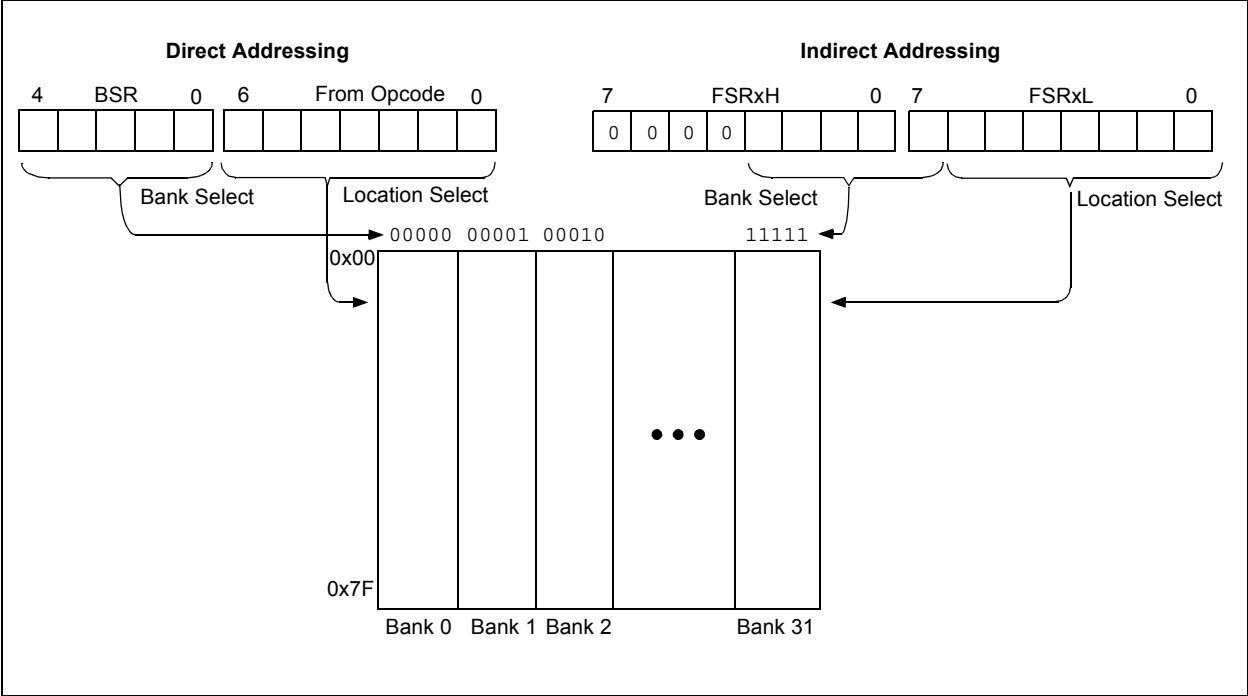 Direct Addressing
Indirect Addressing
4 BSR 0 6 From Opcode 0
7 FSRxH 0 7 FSRxL 0
0 0 0 0
Bank Select
Location Select
Bank Select
Location Select
00000 00001 00010 11111
0x00
0x7F
Bank 0 Bank 1 Bank 2 Bank 31